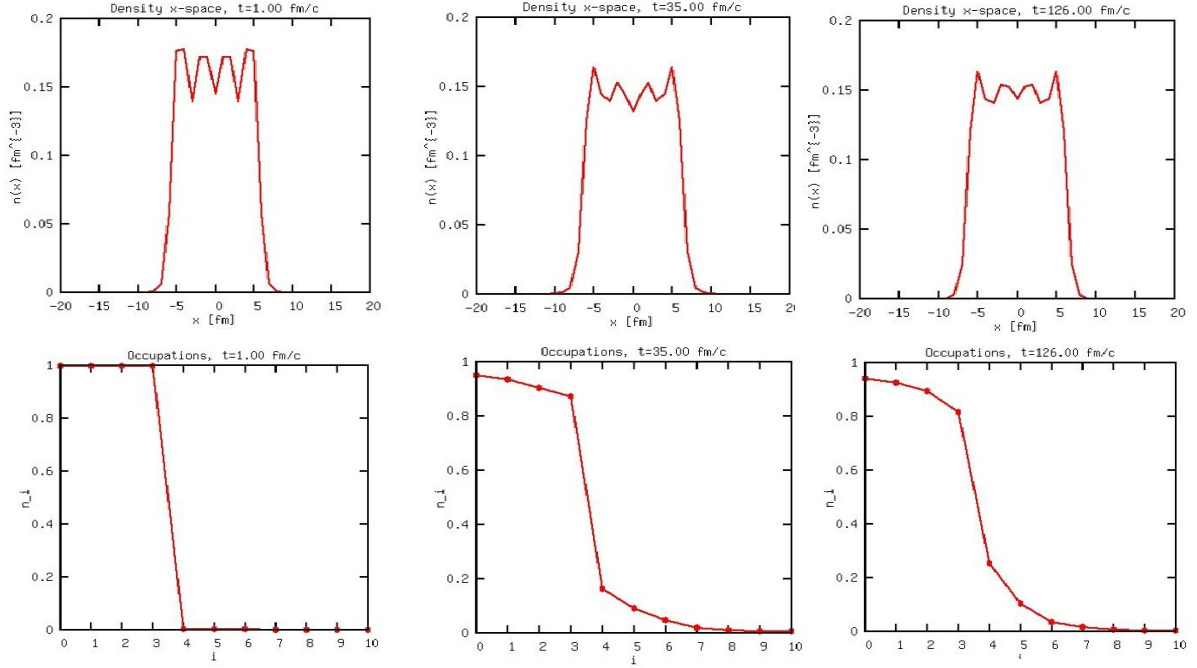 Density x-space, t=1.00 fm/c
0.2
0.15
0.1
0.05
0
n(x) [fm^{-3}]
-20 -15 -10 -5 0 5 10 15 20
x [fm]
Density x-space, t=35.00 fm/c
0.2
0.15
0.1
0.05
0
n(x) [fm^{-3}]
-20 -15 -10 -5 0 5 10 15 20
x [fm]
Density x-space, t=126.00 fm/c
0.2
0.15
0.1
0.05
0
n(x) [fm^{-3}]
-20 -15 -10 -5 0 5 10 15 20
x [fm]
Occupations, t=1.00 fm/c
1
0.8
0.6
0.4
0.2
0
n_i
0 1 2 3 4 5 6 7 8 9 10
i
Occupations, t=35.00 fm/c
1
0.8
0.6
0.4
0.2
0
n_i
0 1 2 3 4 5 6 7 8 9 10
i
Occupations, t=126.00 fm/c
1
0.8
0.6
0.4
0.2
0
n_i
0 1 2 3 4 5 6 7 8 9 10